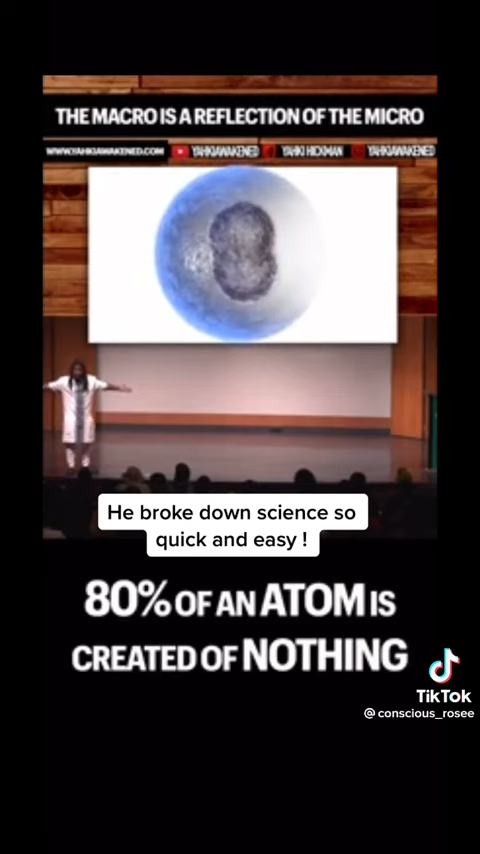 THE MACRO IS A REFLECTION OF THE MICRO
WWW.YAHKIAWAKENED.COM YAHKIAWAKENED YAHKI HICKMAN YAHKIAWAKENED
He broke down science so
quick and easy !
80% OF AN ATOM IS
CREATED OF NOTHING
TikTok
@conscious_rosee